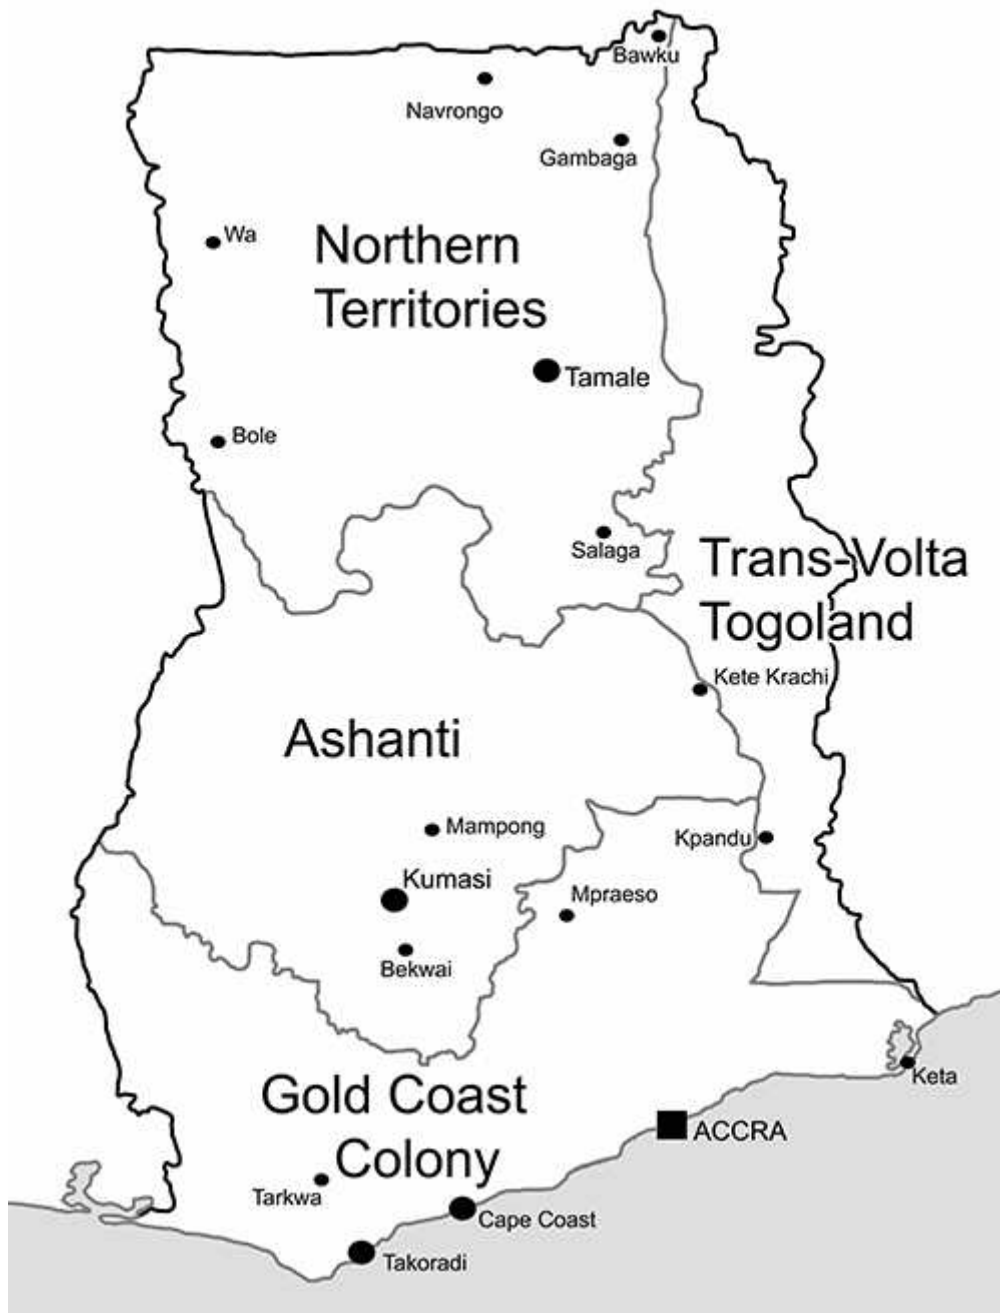 Bawku
Navrongo
Gambaga
Wa
Northern
Territories
Tamale
Bole
Salaga
Trans-Volta
Togoland
Kete Krachi
Ashanti
Mampong
Kpandu
Kumasi
Mpraeso
Bekwai
Keta
Gold Coast
Colony
ACCRA
Tarkwa
Cape Coast
Takoradi